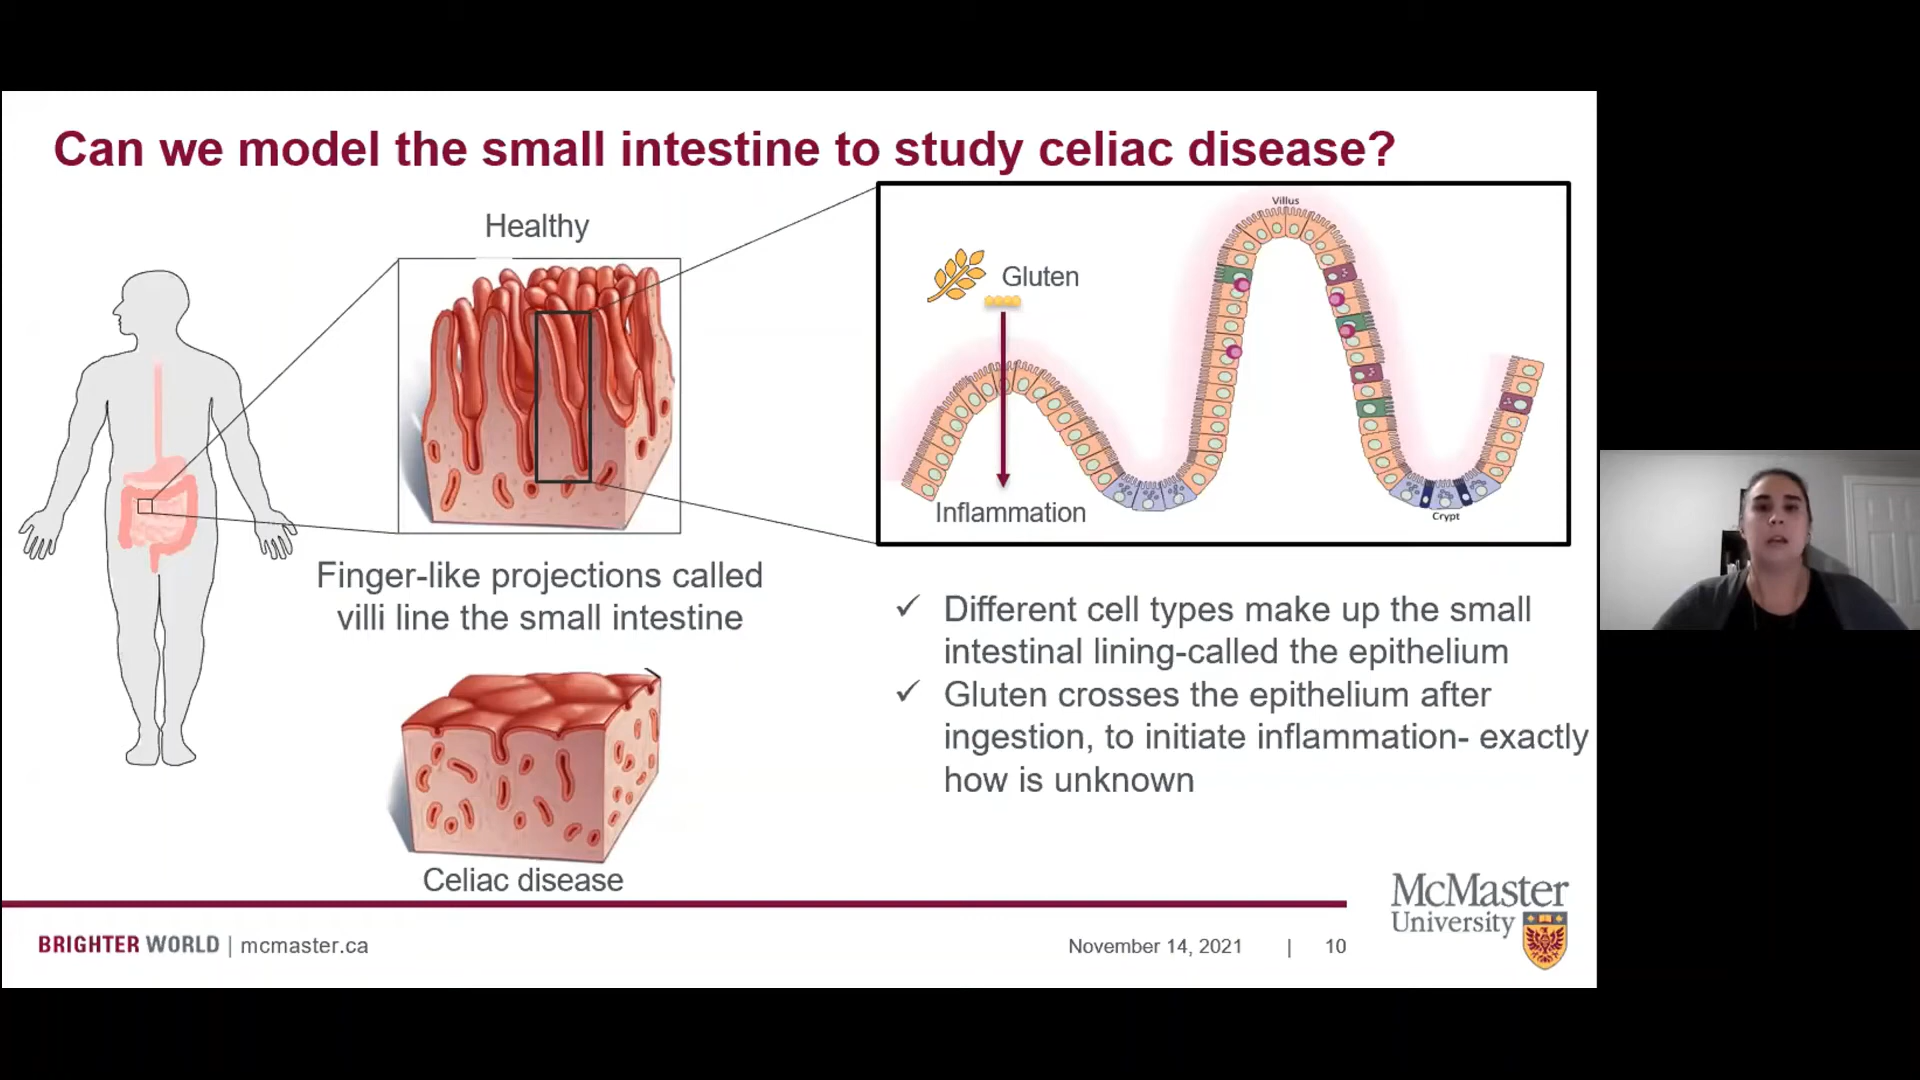 Can we model the small intestine to study celiac disease?
Healthy
Finger-like projections called
villi line the small intestine
Celiac disease
Villus
Gluten
Inflammation
Crypt
✓ Different cell types make up the small
intestinal lining-called the epithelium
✓ Gluten crosses the epithelium after
ingestion, to initiate inflammation- exactly
how is unknown
BRIGHTER WORLD | mcmaster.ca
November 14, 2021 | 10
McMaster
University